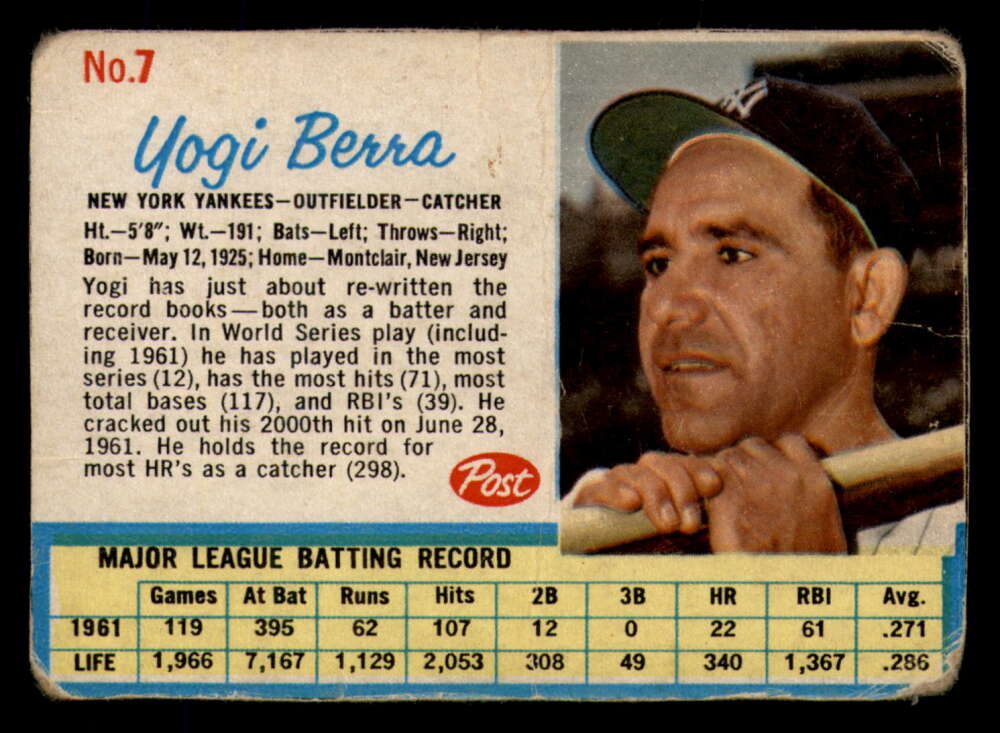 No.7
Yogi Berra
NEW YORK YANKEES—OUTFIELDER—CATCHER
Ht.—5'8"; Wt.—191; Bats—Left; Throws—Right;
Born—May 12, 1925; Home—Montclair, New Jersey
Yogi has just about re-written the
record books—both as a batter and
receiver. In World Series play (includ-
ing 1961) he has played in the most
series (12), has the most hits (71), most
total bases (117), and RBI's (39). He
cracked out his 2000th hit on June 28,
1961. He holds the record for
most HR's as a catcher (298).
Post
NY
MAJOR LEAGUE BATTING RECORD
Games At Bat Runs Hits 2B 3B HR RBI Avg.
1961 119 395 62 107 12 0 22 61 .271
LIFE 1,966 7,167 1,129 2,053 308 49 340 1,367 .286